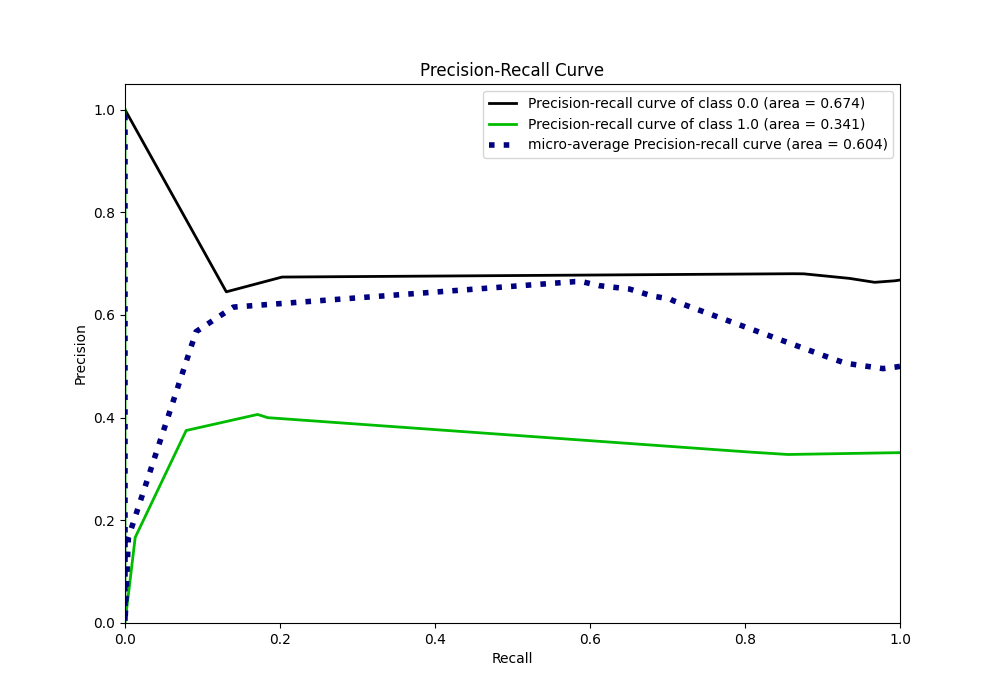 Precision-Recall Curve
Precision-recall curve of class 0.0 (area = 0.674)
Precision-recall curve of class 1.0 (area = 0.341)
micro-average Precision-recall curve (area = 0.604)
Precision
1.0
0.8
0.6
0.4
0.2
0.0
0.0 0.2 0.4 0.6 0.8 1.0
Recall